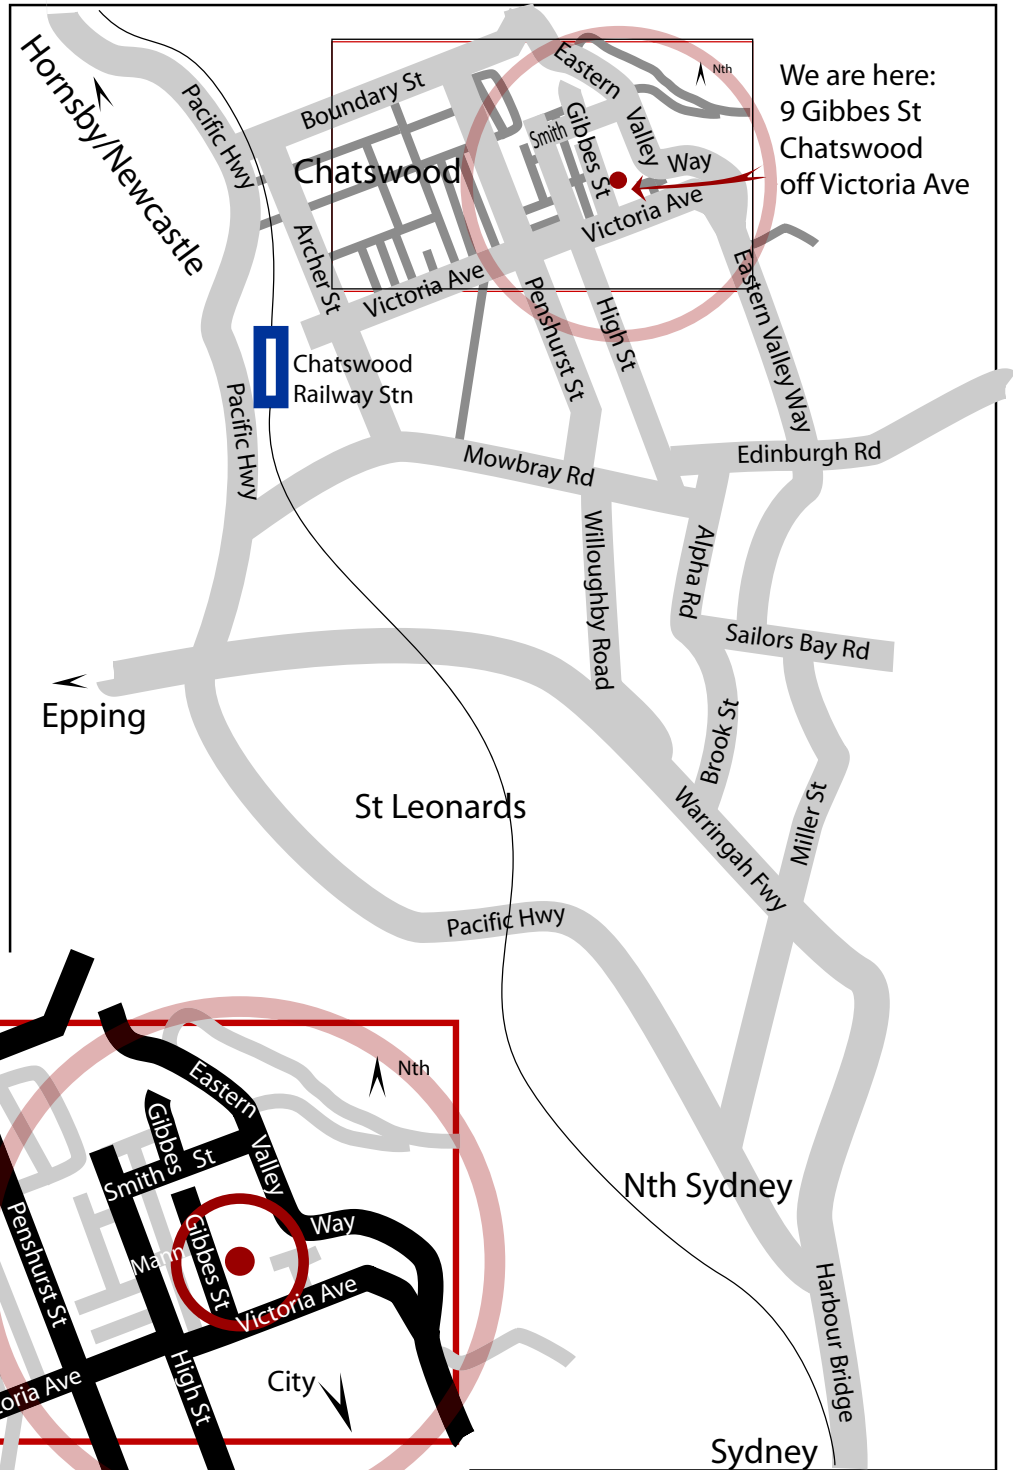 Hornsby/Newcastle
Pacific Hwy
Boundary St
Eastern
Valley
Way
Nth
We are here:
9 Gibbes St
Chatswood
off Victoria Ave
Smith
Gibbes St
Chatswood
Archer St
Victoria Ave
Victoria Ave
Penshurst St
High St
Eastern Valley Way
Chatswood
Railway Stn
Pacific Hwy
Mowbray Rd
Edinburgh Rd
Willoughby Road
Alpha Rd
Sailors Bay Rd
Epping
Brook St
St Leonards
Warringah Fwy
Miller St
Pacific Hwy
Nth Sydney
Harbour Bridge
Sydney
Nth
Eastern
Valley
Way
Gibbes
Smith St
Penshurst St
Mann
Gibbes St
Victoria Ave
toria Ave
High St
City